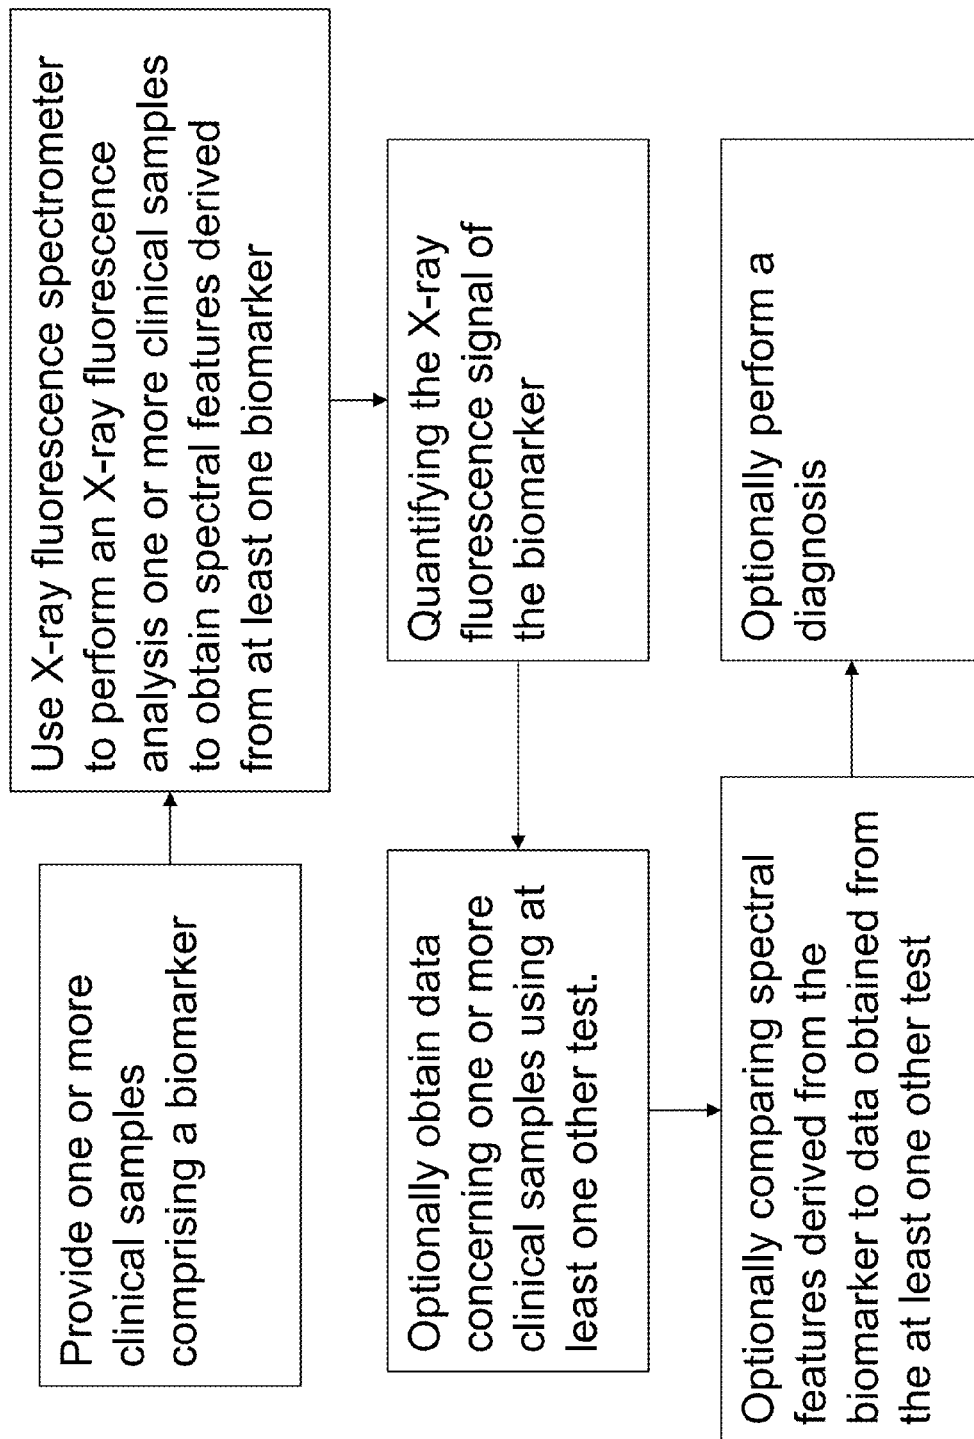 Provide one or more
clinical samples
comprising a biomarker
Use X-ray fluorescence spectrometer
to perform an X-ray fluorescence
analysis one or more clinical samples
to obtain spectral features derived
from at least one biomarker
Quantifying the X-ray
fluorescence signal of
the biomarker
Optionally obtain data
concerning one or more
clinical samples using at
least one other test.
Optionally comparing spectral
features derived from the
biomarker to data obtained from
the at least one other test
Optionally perform a
diagnosis